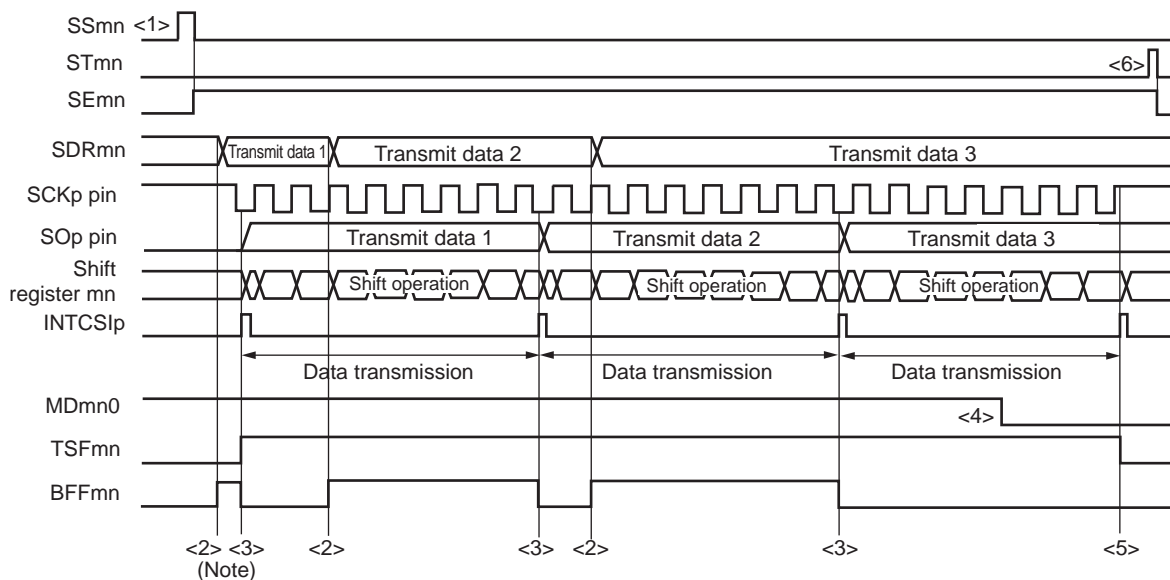 SSmn <1>
STmn <6>
SEmn
SDRmn Transmit data 1 Transmit data 2 Transmit data 3
SCKp pin
SOp pin Transmit data 1 Transmit data 2 Transmit data 3
Shift
register mn Shift operation Shift operation Shift operation
INTCSIp
Data transmission Data transmission Data transmission
MDmn0 <4>
TSFmn
BFFmn
<2> <3> <2> <3> <2> <3> <5>
(Note)